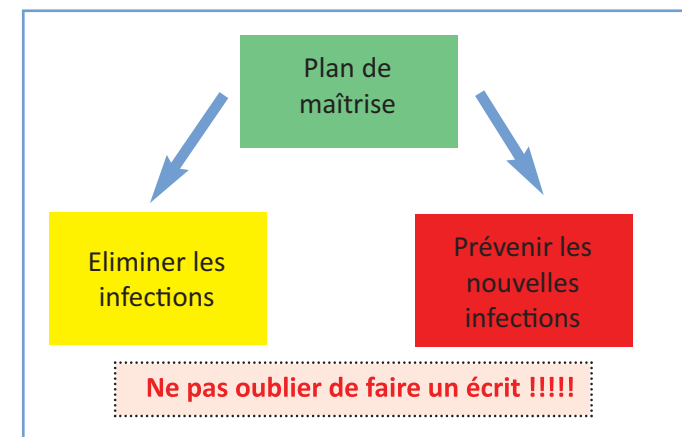 Plan de
maîtrise
Eliminer les
infections
Prévenir les
nouvelles
infections
Ne pas oublier de faire un écrit !!!!!